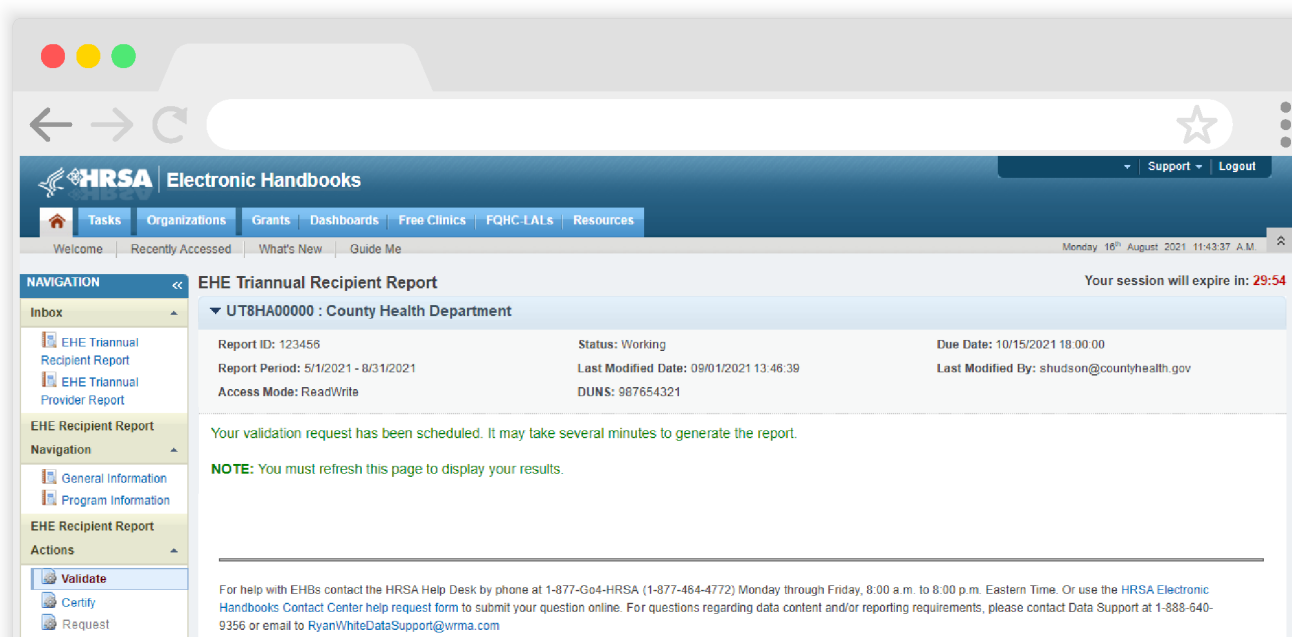 Support
Logout
HRSA Electronic Handbooks
Tasks Organizations Grants Dashboards Free Clinics FQHC-LALs Resources
Welcome Recently Accessed What's New Guide Me
Monday 16th August 2021 11:43:37 A.M.
NAVIGATION
Inbox
EHE Triannual
Recipient Report
EHE Triannual
Provider Report
EHE Recipient Report
Navigation
General Information
Program Information
EHE Recipient Report
Actions
Validate
Certify
Request
EHE Triannual Recipient Report
Your session will expire in: 29:54
UT8HA00000 : County Health Department
Report ID: 123456 Status: Working Due Date: 10/15/2021 18:00:00
Report Period: 5/1/2021 - 8/31/2021 Last Modified Date: 09/01/2021 13:46:39 Last Modified By: shudson@countyhealth.gov
Access Mode: ReadWrite DUNS: 987654321
Your validation request has been scheduled. It may take several minutes to generate the report.
NOTE: You must refresh this page to display your results.
For help with EHBs contact the HRSA Help Desk by phone at 1-877-Go4-HRSA (1-877-464-4772) Monday through Friday, 8:00 a.m. to 8:00 p.m. Eastern Time. Or use the HRSA Electronic
Handbooks Contact Center help request form to submit your question online. For questions regarding data content and/or reporting requirements, please contact Data Support at 1-888-640-
9356 or email to RyanWhiteDataSupport@wrma.com